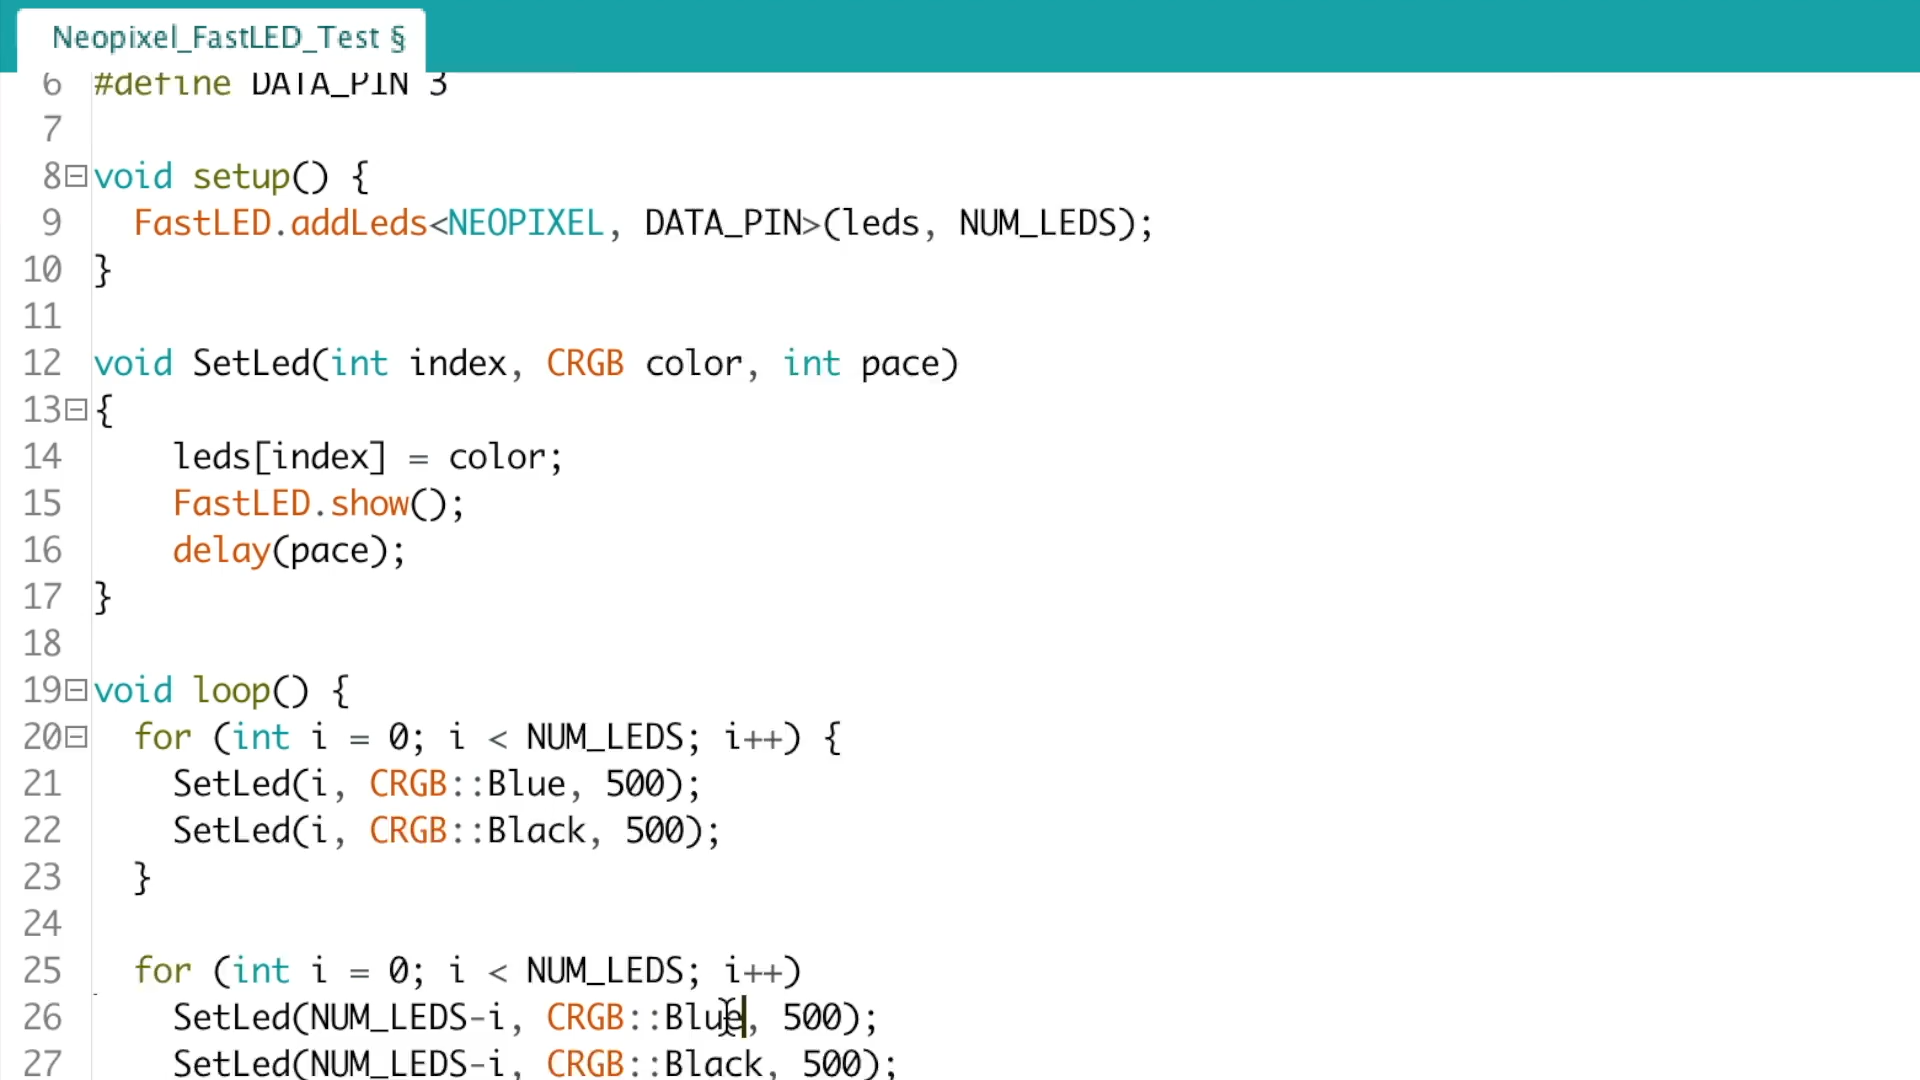 Neopixel_FastLED_Test §
6 #define DATA_PIN 3
7
8 void setup() {
9 FastLED.addLeds<NEOPIXEL, DATA_PIN>(leds, NUM_LEDS);
10 }
11
12 void SetLed(int index, CRGB color, int pace)
13 {
14 leds[index] = color;
15 FastLED.show();
16 delay(pace);
17 }
18
19 void loop() {
20 for (int i = 0; i < NUM_LEDS; i++) {
21 SetLed(i, CRGB::Blue, 500);
22 SetLed(i, CRGB::Black, 500);
23 }
24
25 for (int i = 0; i < NUM_LEDS; i++)
26 SetLed(NUM_LEDS-i, CRGB::Blue, 500);
27 SetLed(NUM_LEDS-i, CRGB::Black, 500);